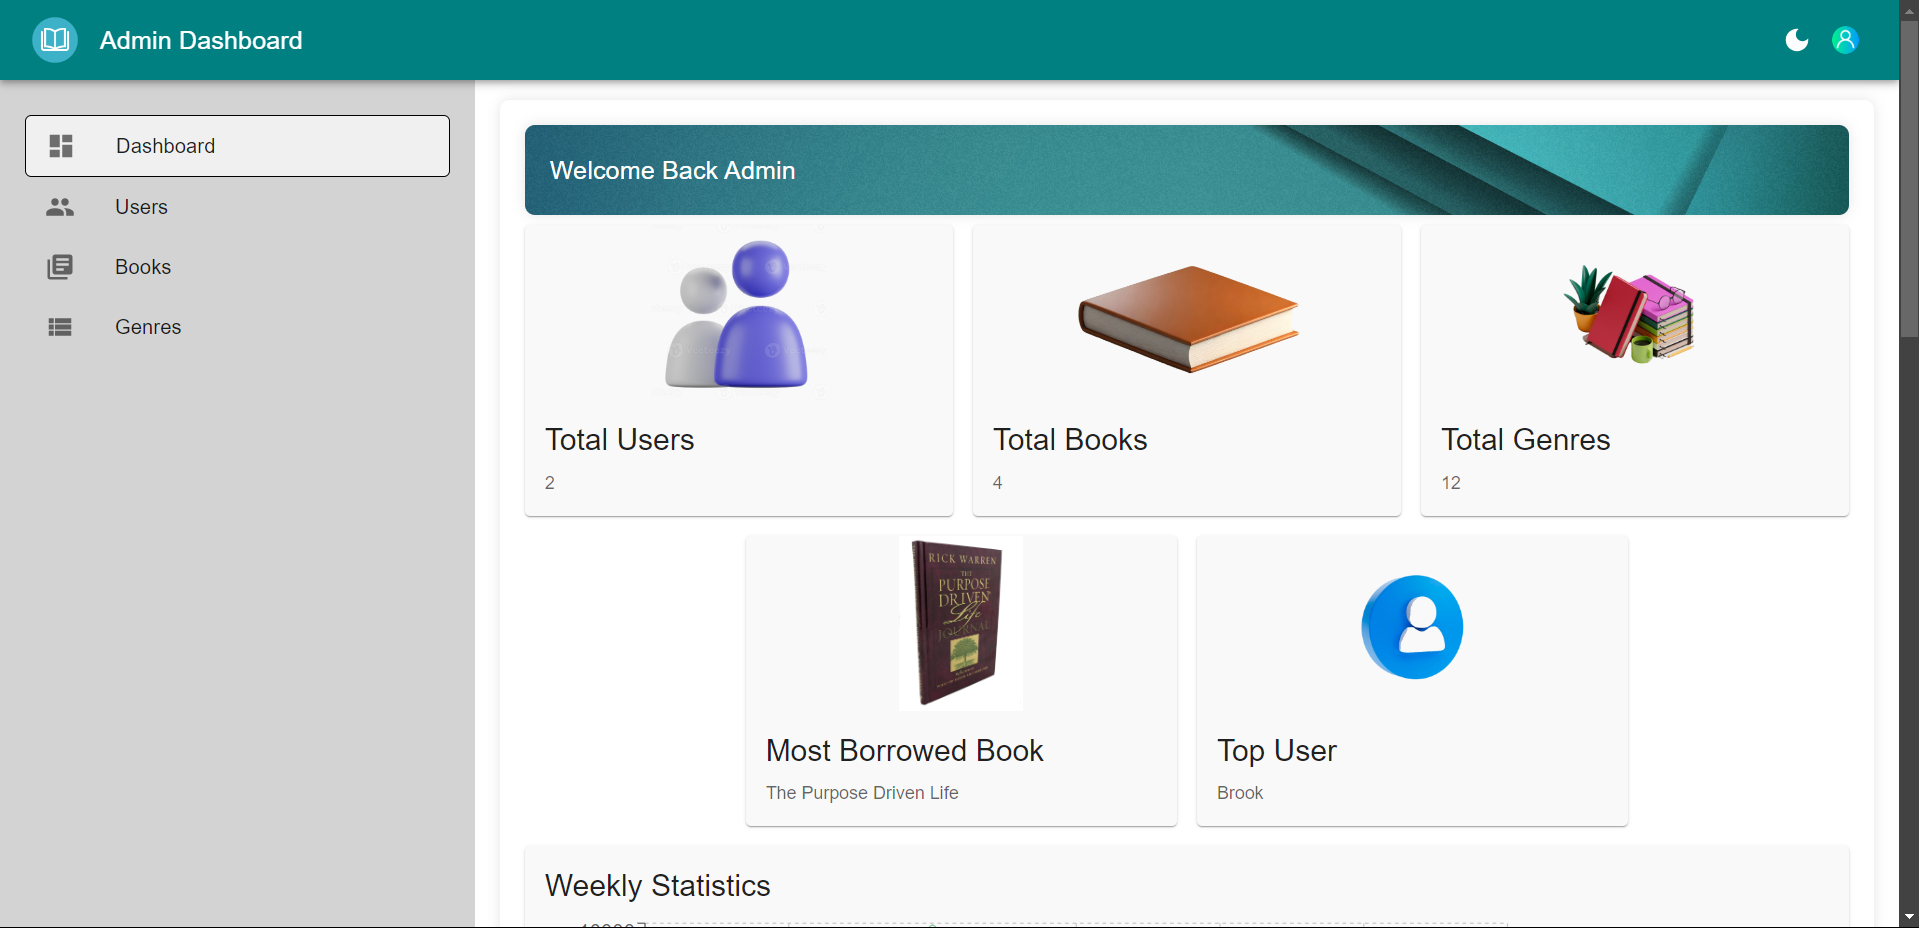 Admin Dashboard
Dashboard
Users
Books
Genres
Welcome Back Admin
Total Users
2
Total Books
4
Total Genres
12
RICK WARREN
THE
PURPOSE
DRIVEN
Life
JOURNAL
Most Borrowed Book
The Purpose Driven Life
Top User
Brook
Weekly Statistics